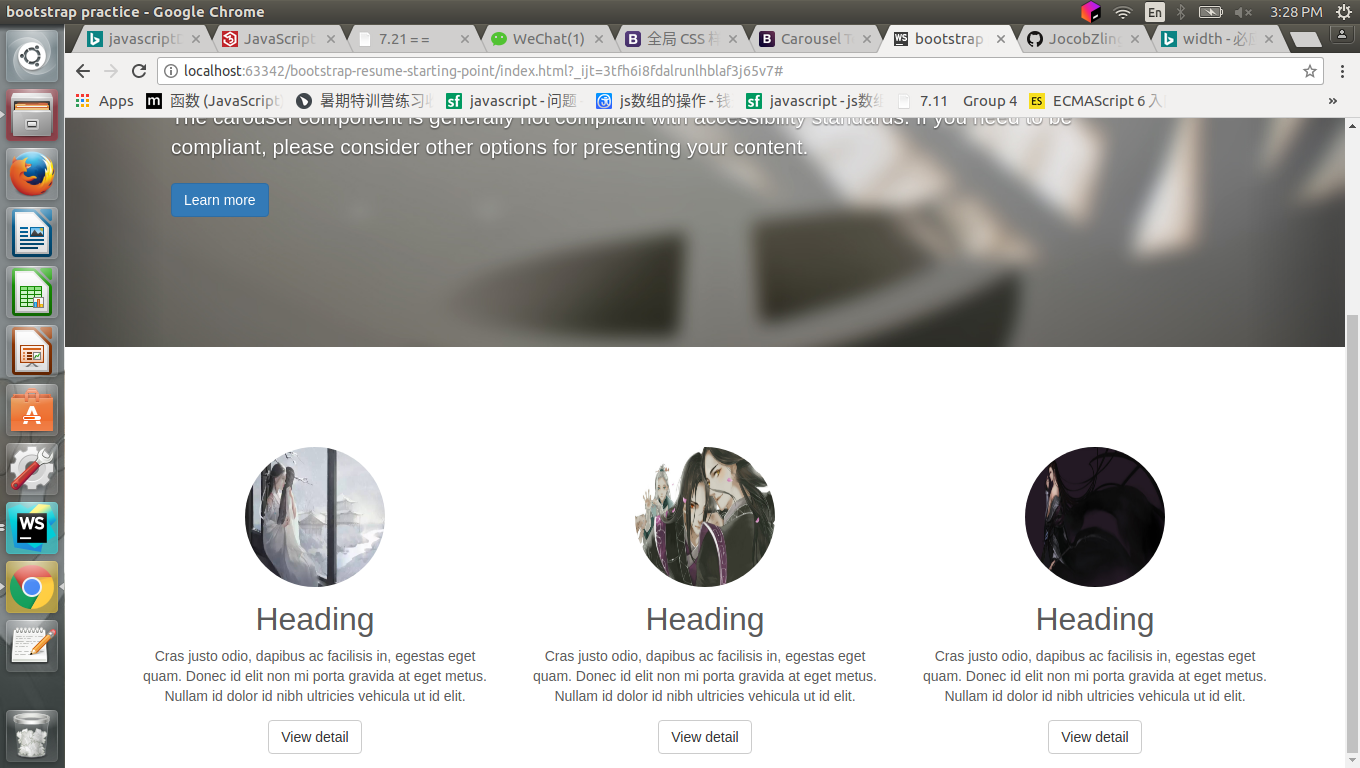 bootstrap practice - Google Chrome
En
3:28 PM
JavaScript
7.21 = =
WeChat(1)
全局 CSS
Carousel
bootstrap
JocobZling
width - 必应
localhost:63342/bootstrap-resume-starting-point/index.html?_ijt=3tfh6i8fdalrunlhblaf3j65v7#
Apps
m
函数 (JavaScript)
暑期特训营练习
sf
javascript - 问题
js数组的操作 - 钱
sf
javascript - js数组
7.11
Group 4
ES
ECMAScript 6 入
»
The carousel component is generally not compliant with accessibility standards. If you need to be
compliant, please consider other options for presenting your content.
Learn more
WS
Heading
Cras justo odio, dapibus ac facilisis in, egestas eget
quam. Donec id elit non mi porta gravida at eget metus.
Nullam id dolor id nibh ultricies vehicula ut id elit.
View detail
Heading
Cras justo odio, dapibus ac facilisis in, egestas eget
quam. Donec id elit non mi porta gravida at eget metus.
Nullam id dolor id nibh ultricies vehicula ut id elit.
View detail
Heading
Cras justo odio, dapibus ac facilisis in, egestas eget
quam. Donec id elit non mi porta gravida at eget metus.
Nullam id dolor id nibh ultricies vehicula ut id elit.
View detail